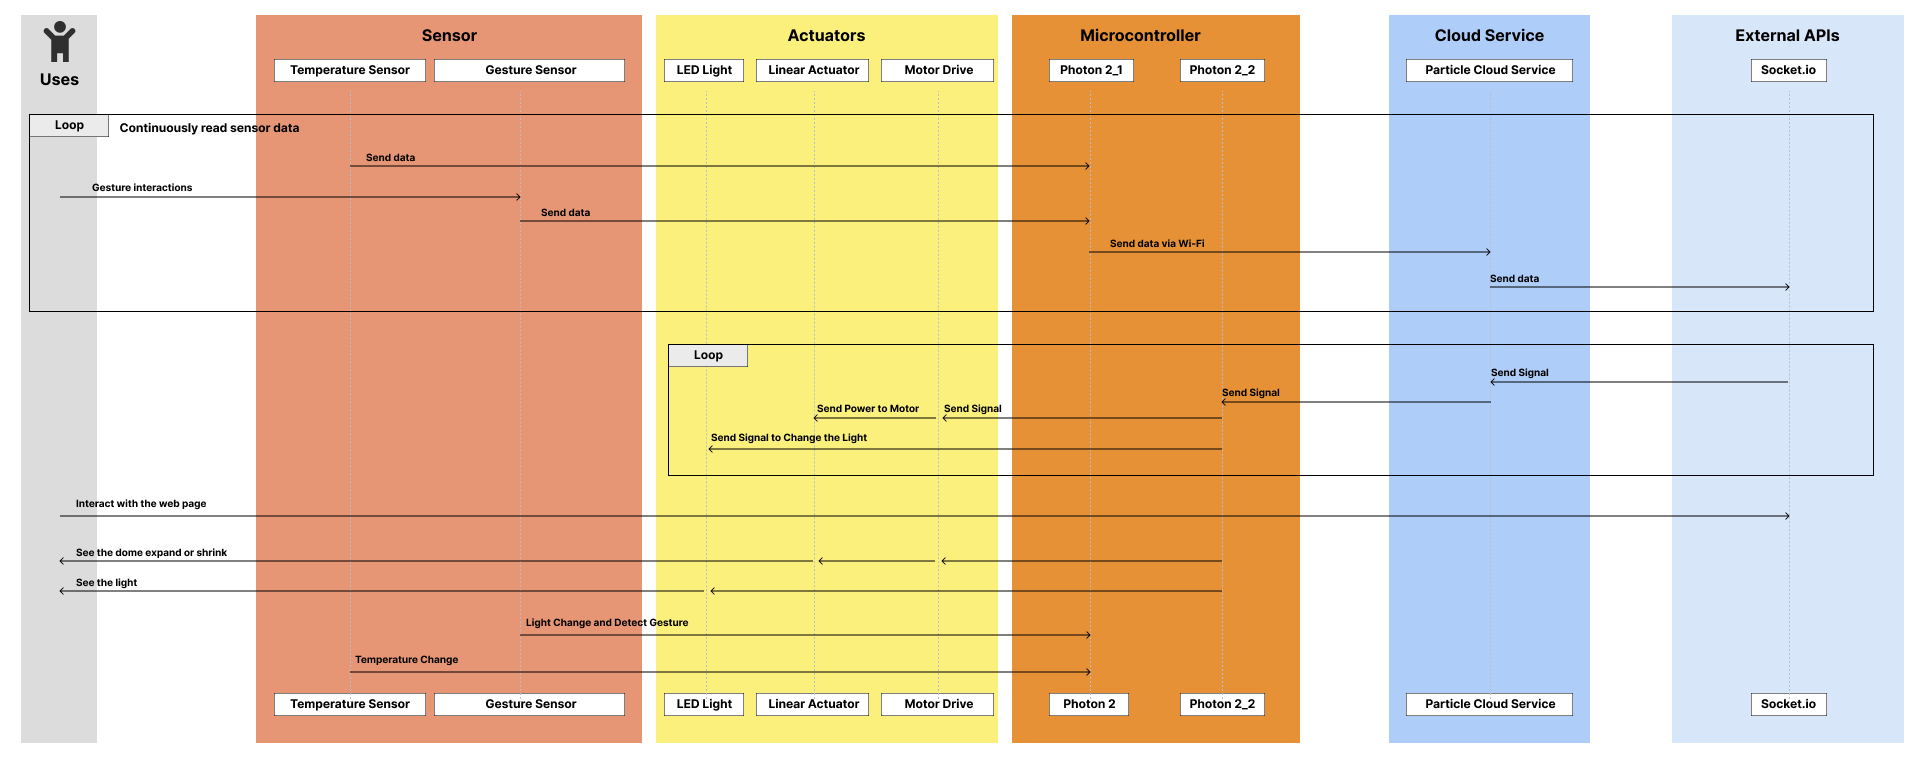 Uses
Sensor
Actuators
Microcontroller
Cloud Service
External APIs
Temperature Sensor
Gesture Sensor
LED Light
Linear Actuator
Motor Drive
Photon 2_1
Photon 2_2
Particle Cloud Service
Socket.io
Loop
Continuously read sensor data
Send data
Gesture interactions
Send data
Send data via Wi-Fi
Send data
Loop
Send Signal
Send Signal
Send Power to Motor
Send Signal
Send Signal to Change the Light
Interact with the web page
See the dome expand or shrink
See the light
Light Change and Detect Gesture
Temperature Change
Temperature Sensor
Gesture Sensor
LED Light
Linear Actuator
Motor Drive
Photon 2
Photon 2_2
Particle Cloud Service
Socket.io